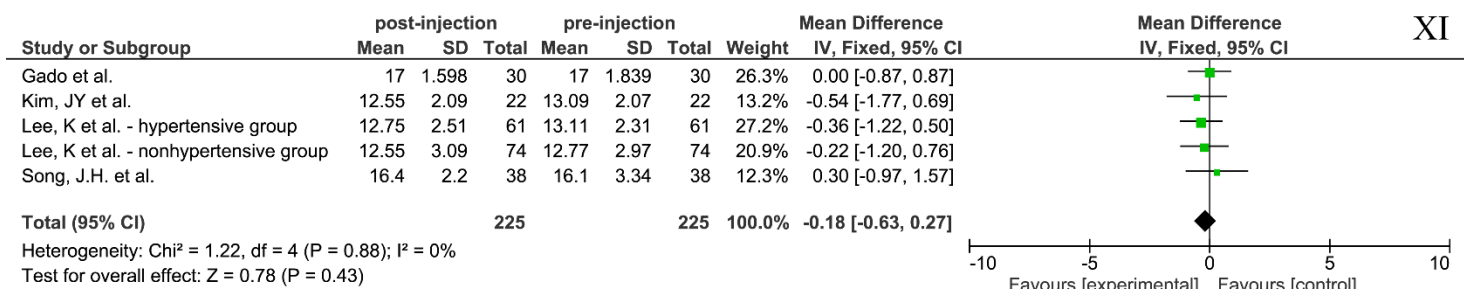 post-injection pre-injection Mean Difference Mean Difference XI
Study or Subgroup Mean SD Total Mean SD Total Weight IV, Fixed, 95% CI IV, Fixed, 95% CI
Gado et al. 17 1.598 30 17 1.839 30 26.3% 0.00 [-0.87, 0.87]
Kim, JY et al. 12.55 2.09 22 13.09 2.07 22 13.2% -0.54 [-1.77, 0.69]
Lee, K et al. - hypertensive group 12.75 2.51 61 13.11 2.31 61 27.2% -0.36 [-1.22, 0.50]
Lee, K et al. - nonhypertensive group 12.55 3.09 74 12.77 2.97 74 20.9% -0.22 [-1.20, 0.76]
Song, J.H. et al. 16.4 2.2 38 16.1 3.34 38 12.3% 0.30 [-0.97, 1.57]
Total (95% CI) 225 225 100.0% -0.18 [-0.63, 0.27]
Heterogeneity: Chi² = 1.22, df = 4 (P = 0.88); I² = 0%
Test for overall effect: Z = 0.78 (P = 0.43)
-10 -5 0 5 10
Favours [experimental] Favours [control]